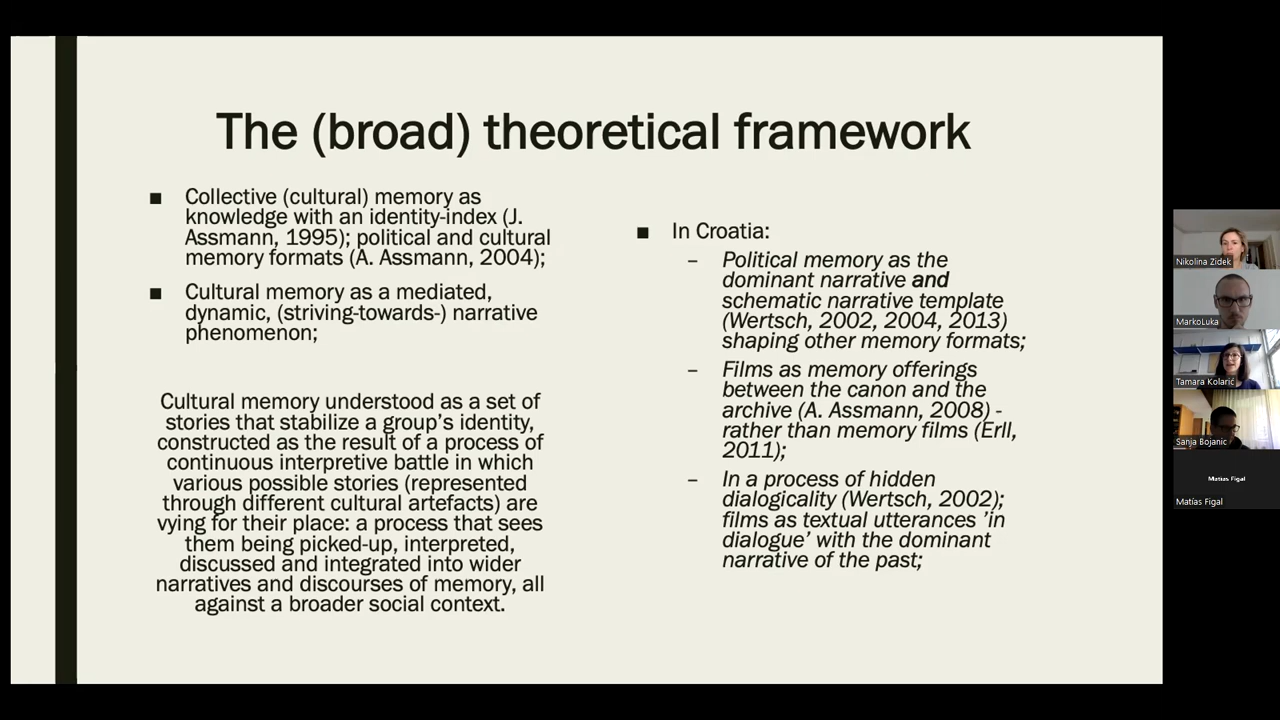 The (broad) theoretical framework
■ Collective (cultural) memory as
knowledge with an identity-index (J.
Assmann, 1995); political and cultural
memory formats (A. Assmann, 2004);
■ Cultural memory as a mediated,
dynamic, (striving-towards-) narrative
phenomenon;
Cultural memory understood as a set of
stories that stabilize a group's identity,
constructed as the result of a process of
continuous interpretive battle in which
various possible stories (represented
through different cultural artefacts) are
vying for their place: a process that sees
them being picked-up, interpreted,
discussed and integrated into wider
narratives and discourses of memory, all
against a broader social context.
■ In Croatia:
– Political memory as the
dominant narrative and
schematic narrative template
(Wertsch, 2002, 2004, 2013)
shaping other memory formats;
– Films as memory offerings
between the canon and the
archive (A. Assmann, 2008) -
rather than memory films (Erll,
2011);
– In a process of hidden
dialogicality (Wertsch, 2002);
films as textual utterances 'in
dialogue' with the dominant
narrative of the past;
Nikolina Zidek
MarkoLuka
Tamara Kolarić
Sanja Bojanic
Matias Figal
Matías Figal